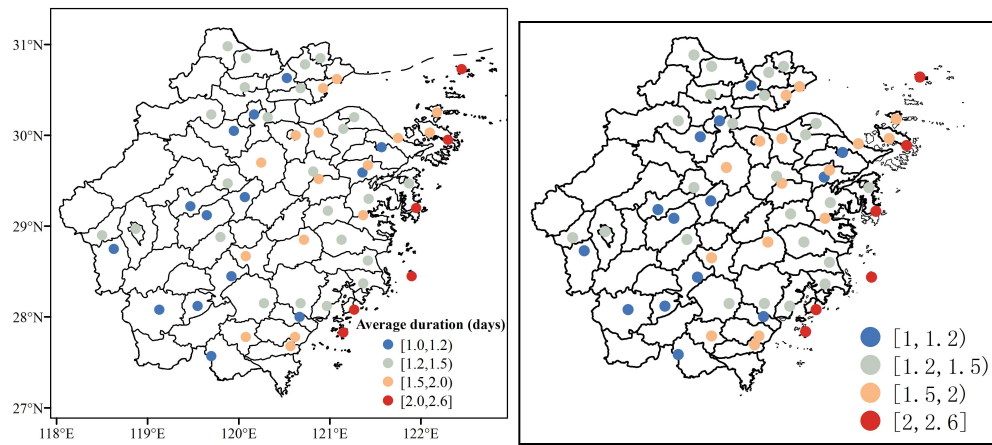 31°N
30°N
29°N
28°N
27°N
118°E
119°E
120°E
121°E
122°E
Average duration (days)
[1.0,1.2)
[1.2,1.5)
[1.5,2.0)
[2.0,2.6]
[1, 1.2)
[1.2, 1.5)
[1.5, 2)
[2, 2.6]